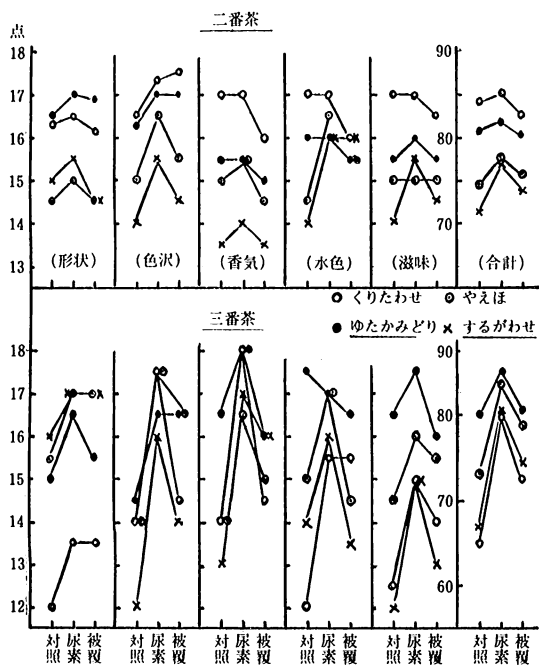 二番茶
点
18
17
16
15
14
13
90
80
70
(形状) (色沢) (香気) (水色) (滋味) (合計)
○くりたわせ ⊙やえほ
●ゆたかみどり ×するがわせ
三番茶
18
17
16
15
14
13
12
90
80
70
60
対照 尿素 被覆 対照 尿素 被覆 対照 尿素 被覆 対照 尿素 被覆 対照 尿素 被覆 対照 尿素 被覆